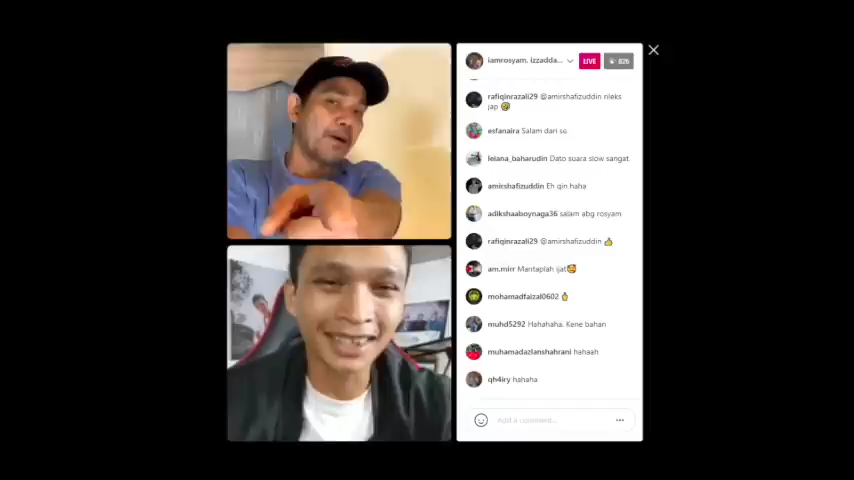 iamrosyam. izzadda...
LIVE
826
rafiqinrazali29 @amirshafizuddin rileks
jap
esfanaira Salam dari sg
leiana_baharudin Dato suara slow sangat
amirshafizuddin Eh qin haha
adikshaaboynaga36 salam abg rosyam
rafiqinrazali29 @amirshafizuddin
am.mirr Mantaplah ijat
mohamadfaizal0602
muhd5292 Hahahaha. Kene bahan
muhamadazlanshahrani hahaah
qh4iry hahaha
Add a comment...